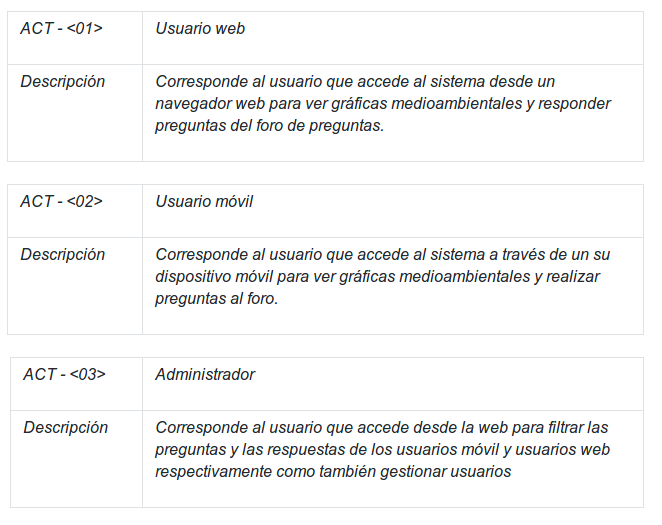 ACT - <01> Usuario web
Descripción Corresponde al usuario que accede al sistema desde un
navegador web para ver gráficas medioambientales y responder
preguntas del foro de preguntas.
ACT - <02> Usuario móvil
Descripción Corresponde al usuario que accede al sistema a través de un su
dispositivo móvil para ver gráficas medioambientales y realizar
preguntas al foro.
ACT - <03> Administrador
Descripción Corresponde al usuario que accede desde la web para filtrar las
preguntas y las respuestas de los usuarios móvil y usuarios web
respectivamente como también gestionar usuarios